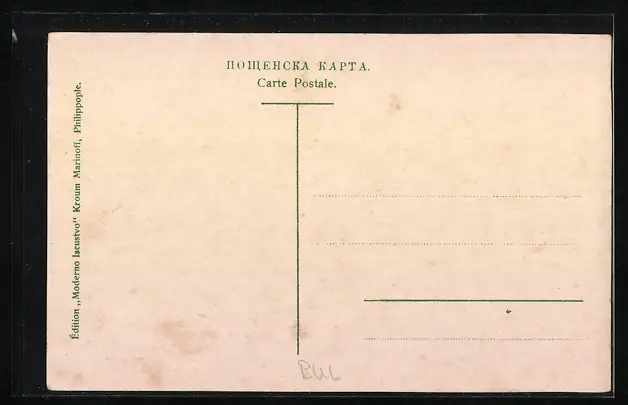 ПОЩЕНСКА КАРТА.
Carte Postale.
Édition „Moderno Iscustvo“ Kroum Marinoff, Philippople.
BUL